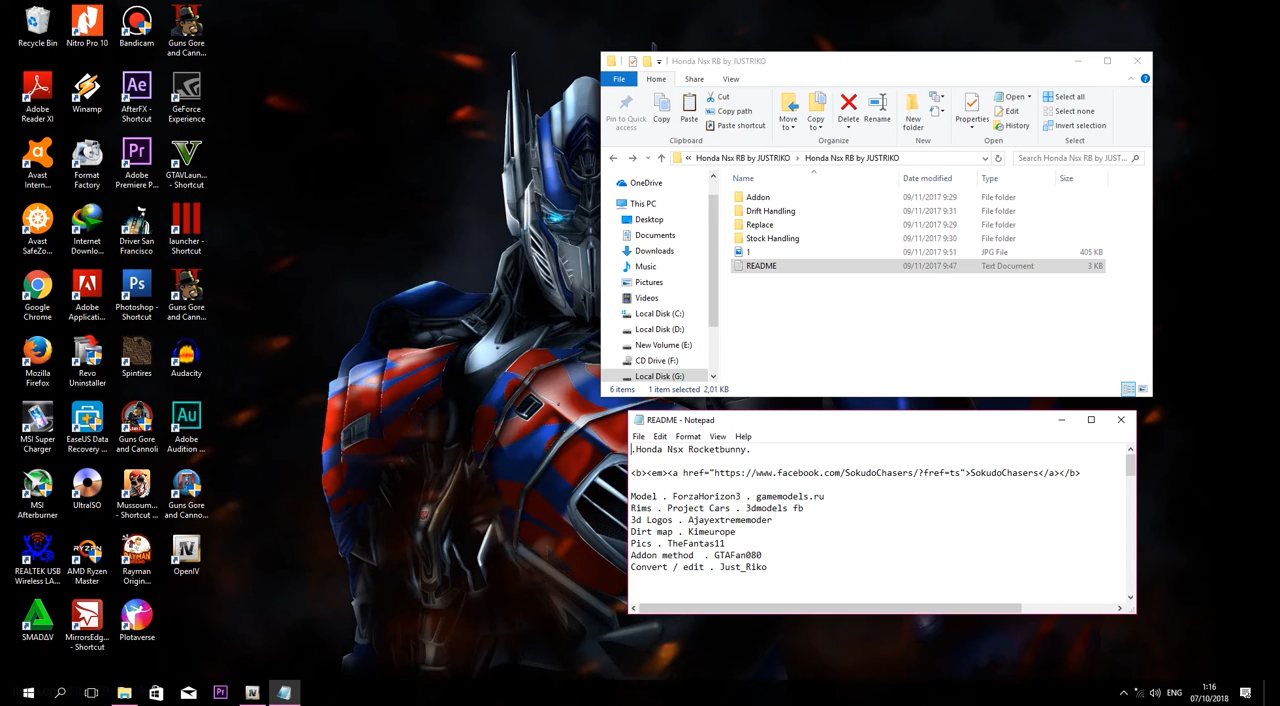 Recycle Bin
Nitro Pro 10
Bandicam
Guns Gore and Cann...
Adobe Reader XI
Winamp
AfterFX - Shortcut
GeForce Experience
Avast Intern...
Format Factory
Adobe Premiere P...
GTAVLaun... - Shortcut
Avast SafeZo...
Internet Downlo...
Driver San Francisco
launcher - Shortcut
Google Chrome
Adobe Applicati...
Photoshop - Shortcut
Guns Gore and Cann...
Mozilla Firefox
Revo Uninstaller
Spintires
Audacity
MSI Super Charger
EaseUS Data Recovery ...
Guns Gore and Cannoli
Adobe Audition ...
MSI Afterburner
UltraISO
Mussoum... - Shortcut ...
Guns Gore and Cann...
REALTEK USB Wireless LA...
AMD Ryzen Master
Rayman Origin...
OpenIV
SMADAV
MirrorsEdg... - Shortcut
Plotaverse
Honda Nsx RB by JUSTRIKO
File Home Share View
Pin to Quick access
Copy
Paste
Cut
Copy path
Paste shortcut
Move to
Copy to
Delete
Rename
New folder
Properties
Open
Edit
History
Select all
Select none
Invert selection
Clipboard Organize New Open Select
« Honda Nsx RB by JUSTRIKO > Honda Nsx RB by JUSTRIKO
Search Honda Nsx RB by JUST...
Name Date modified Type Size
OneDrive
This PC
Desktop
Documents
Downloads
Music
Pictures
Videos
Local Disk (C:)
Local Disk (D:)
New Volume (E:)
CD Drive (F:)
Local Disk (G:)
Addon 09/11/2017 9:29 File folder
Drift Handling 09/11/2017 9:31 File folder
Replace 09/11/2017 9:29 File folder
Stock Handling 09/11/2017 9:30 File folder
1 09/11/2017 9:51 JPG File 405 KB
README 09/11/2017 9:47 Text Document 3 KB
6 items 1 item selected 2,01 KB
README - Notepad
File Edit Format View Help
.Honda Nsx Rocketbunny.
<b><em><a href="https://www.facebook.com/SokudoChasers/?fref=ts">SokudoChasers</a></b>
Model . ForzaHorizon3 . gamemodels.ru
Rims . Project Cars . 3dmodels fb
3d Logos . Ajayextrememoder
Dirt map . Kimeurope
Pics . TheFantas11
Addon method  . GTAFan080
Convert / edit . Just_Riko
ENG
1:16
07/10/2018